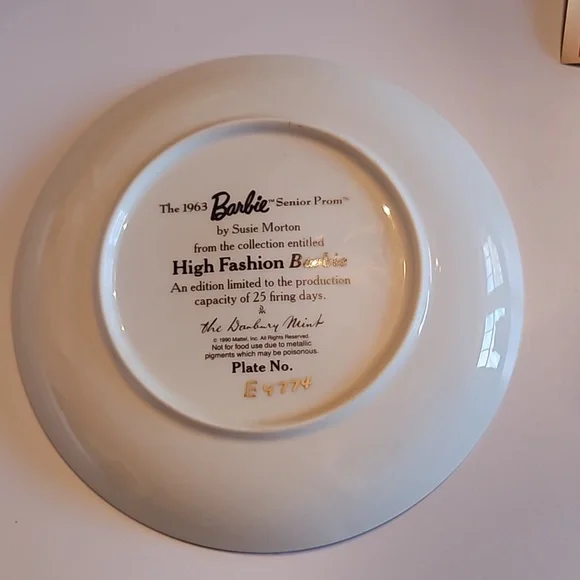 The 1963 Barbie™ Senior Prom™
by Susie Morton
from the collection entitled
High Fashion Barbie
An edition limited to the production
capacity of 25 firing days.
&
The Danbury Mint
© 1990 Mattel, Inc. All Rights Reserved.
Not for food use due to metallic
pigments which may be poisonous.
Plate No.
E 4774